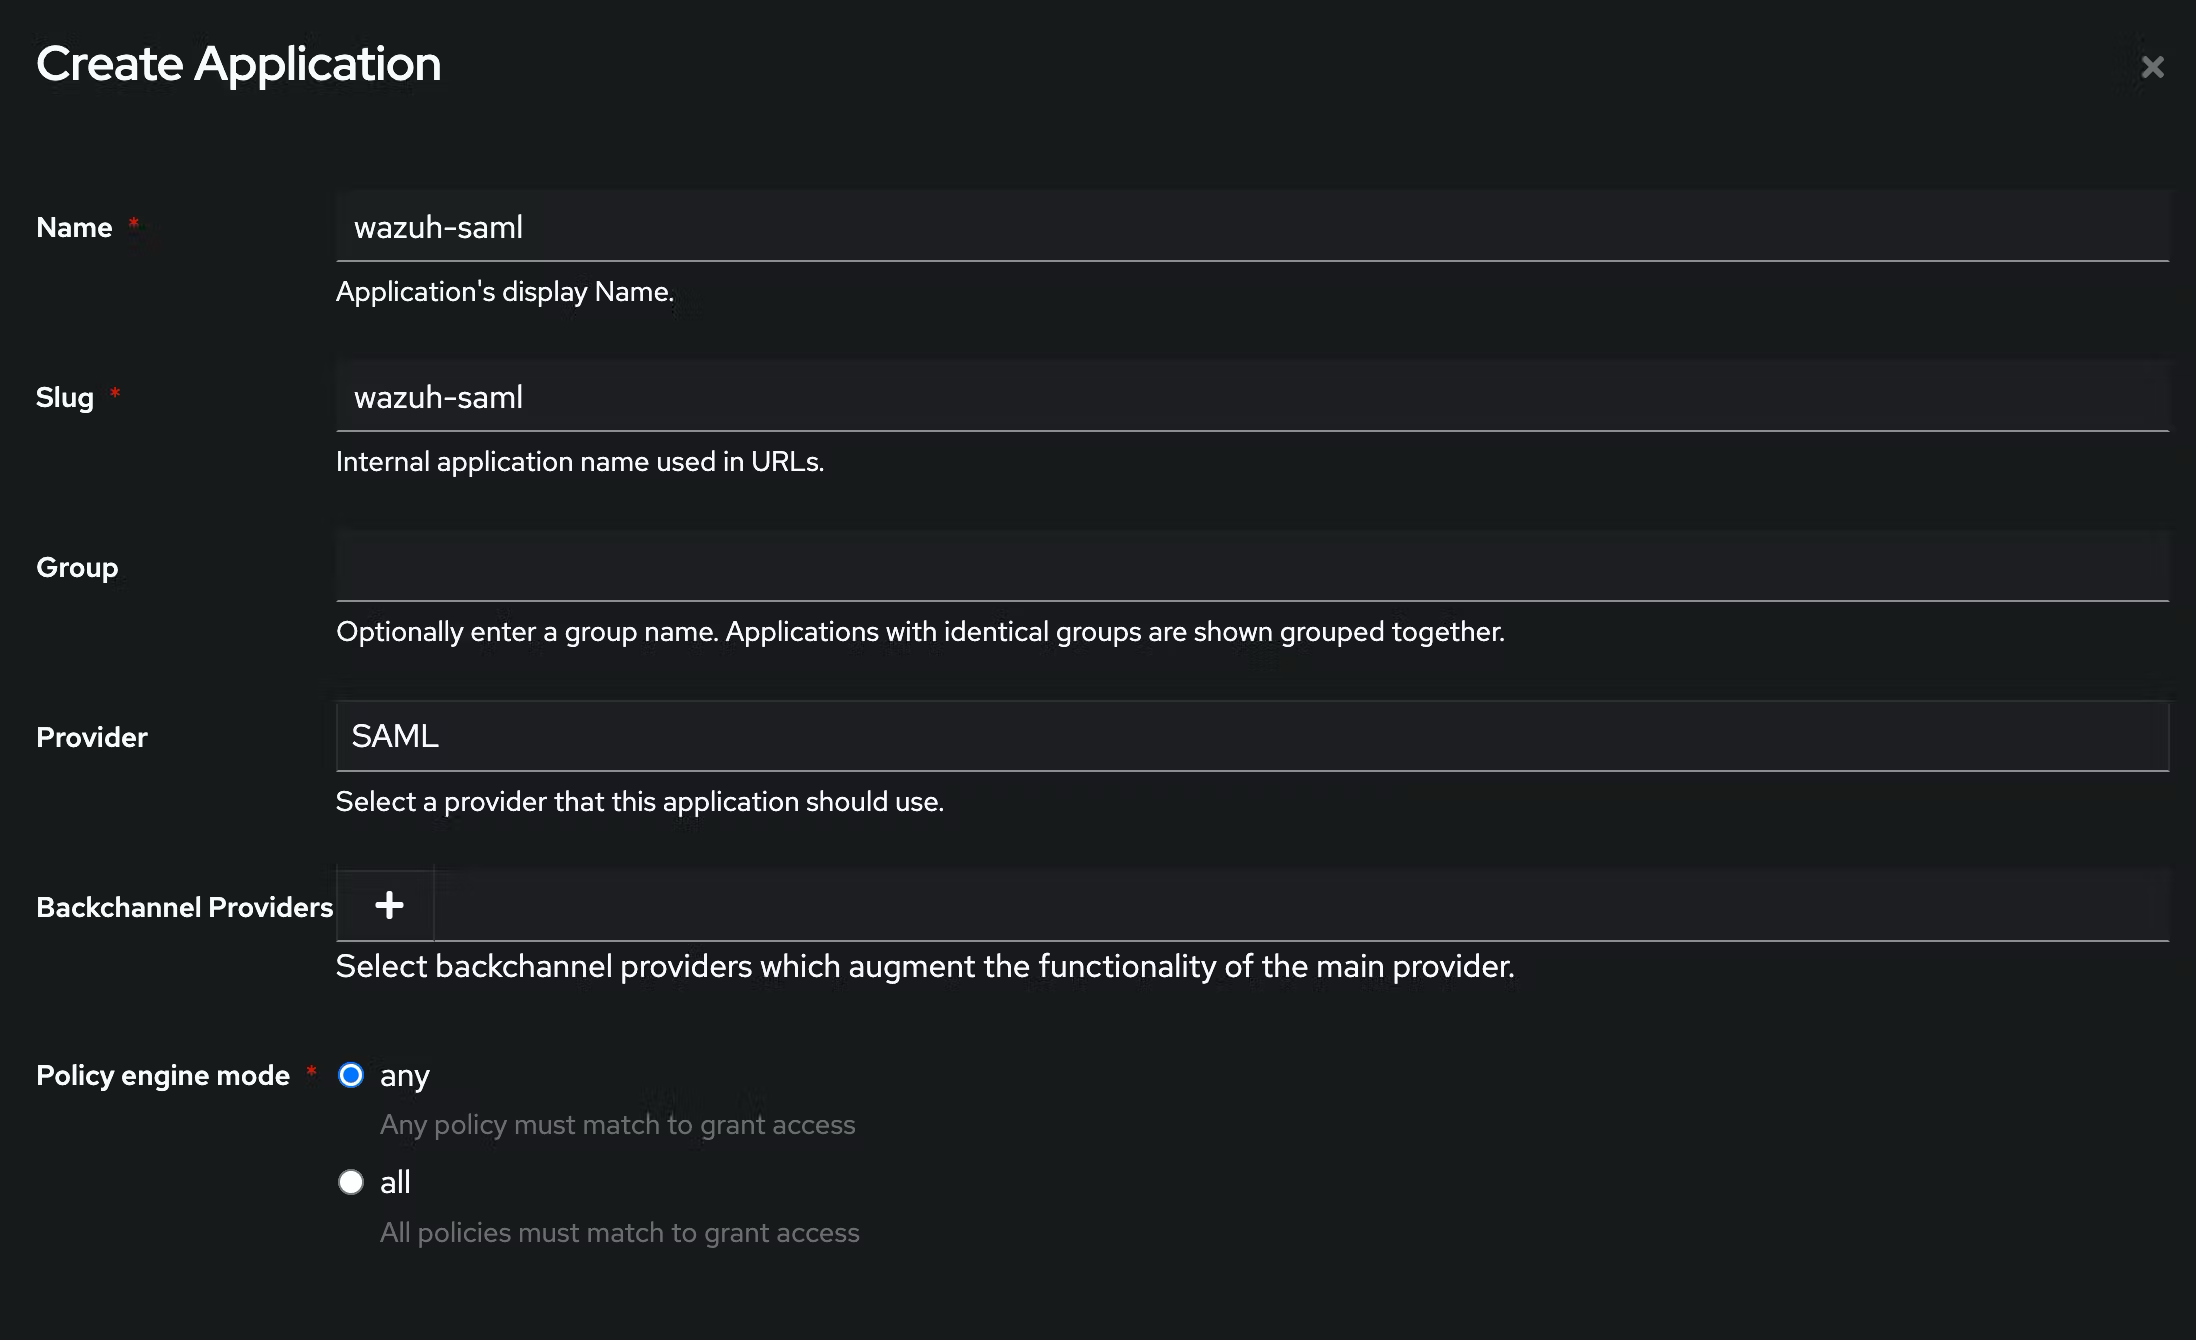 Create Application
Name *
wazuh-saml
Application's display Name.
Slug *
wazuh-saml
Internal application name used in URLs.
Group
Optionally enter a group name. Applications with identical groups are shown grouped together.
Provider
SAML
Select a provider that this application should use.
Backchannel Providers
Select backchannel providers which augment the functionality of the main provider.
Policy engine mode *
any
Any policy must match to grant access
all
All policies must match to grant access